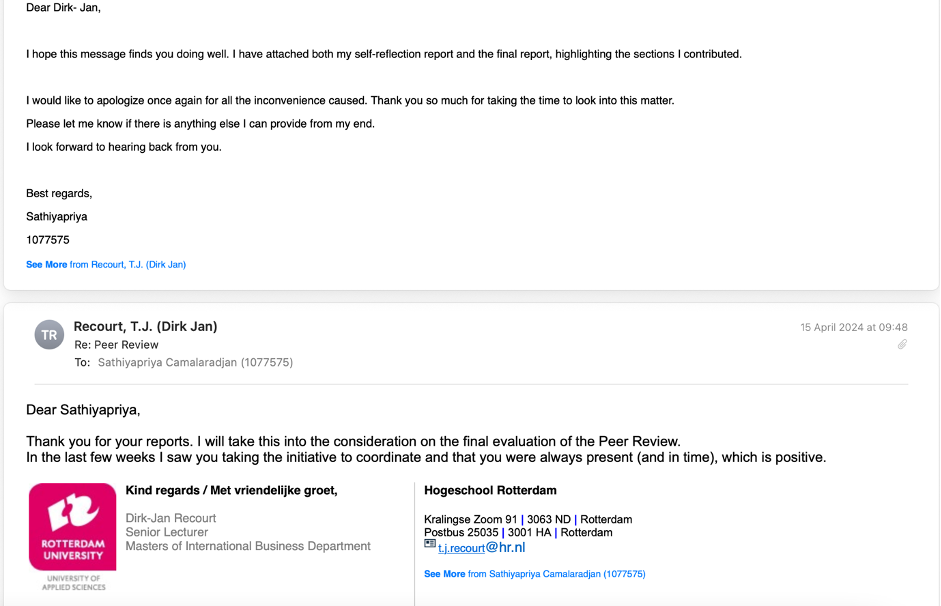 Dear Dirk- Jan,
I hope this message finds you doing well. I have attached both my self-reflection report and the final report, highlighting the sections I contributed.
I would like to apologize once again for all the inconvenience caused. Thank you so much for taking the time to look into this matter.
Please let me know if there is anything else I can provide from my end.
I look forward to hearing back from you.
Best regards,
Sathiyapriya
1077575
See More from Recourt, T.J. (Dirk Jan)
TR
Recourt, T.J. (Dirk Jan)
15 April 2024 at 09:48
Re: Peer Review
To: Sathiyapriya Camalaradjan (1077575)
Dear Sathiyapriya,
Thank you for your reports. I will take this into the consideration on the final evaluation of the Peer Review.
In the last few weeks I saw you taking the initiative to coordinate and that you were always present (and in time), which is positive.
ROTTERDAM
UNIVERSITY
UNIVERSITY OF
APPLIED SCIENCES
Kind regards / Met vriendelijke groet,
Dirk-Jan Recourt
Senior Lecturer
Masters of International Business Department
Hogeschool Rotterdam
Kralingse Zoom 91 | 3063 ND | Rotterdam
Postbus 25035 | 3001 HA | Rotterdam
t.j.recourt@hr.nl
See More from Sathiyapriya Camalaradjan (1077575)